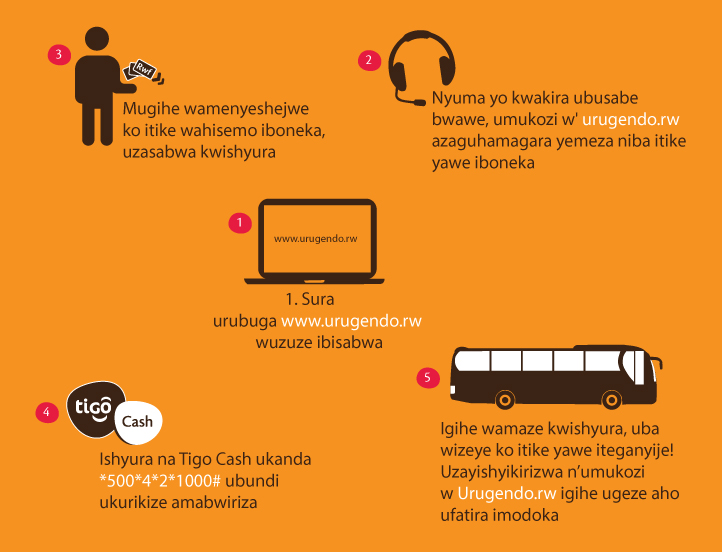 3
Rwf
Mugihe wamenyeshejwe
ko itike wahisemo iboneka,
uzasabwa kwishyura
2
Nyuma yo kwakira ubusabe
bwawe, umukozi w' urugendo.rw
azaguhamagara yemeza niba itike
yawe iboneka
1
www.urugendo.rw
1. Sura
urubuga www.urugendo.rw
wuzuze ibisabwa
4
tigo
Cash
Ishyura na Tigo Cash ukanda
*500*4*2*1000# ubundi
ukurikize amabwiriza
5
Igihe wamaze kwishyura, uba
wizeye ko itike yawe iteganyije!
Uzayishyikirizwa n'umukozi
w Urugendo.rw igihe ugeze aho
ufatira imodoka